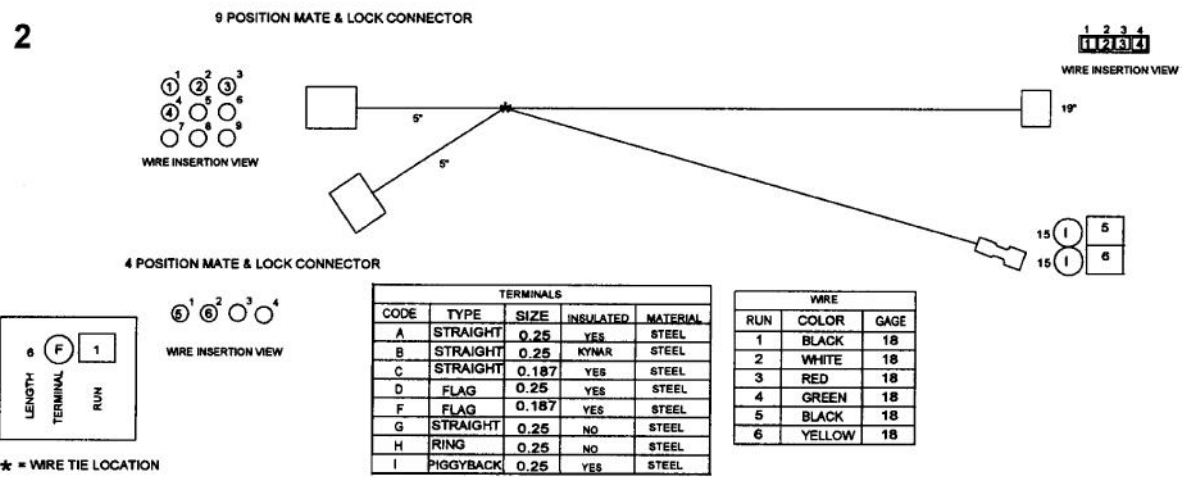 2
9 POSITION MATE & LOCK CONNECTOR
1 2 3 4
1 2 3 4
WIRE INSERTION VIEW
1 1 2 2 3 3
4 4 5 6
7 8 9
WIRE INSERTION VIEW
5"
19"
5"
15 I 5
15 I 6
4 POSITION MATE & LOCK CONNECTOR
5 1 6 2 3 4
WIRE INSERTION VIEW
6 F 1
LENGTH TERMINAL RUN
* = WIRE TIE LOCATION
TERMINALS
CODE TYPE SIZE INSULATED MATERIAL
A STRAIGHT 0.25 YES STEEL
B STRAIGHT 0.25 KYNAR STEEL
C STRAIGHT 0.187 YES STEEL
D FLAG 0.25 YES STEEL
F FLAG 0.187 YES STEEL
G STRAIGHT 0.25 NO STEEL
H RING 0.25 NO STEEL
I PIGGYBACK 0.25 YES STEEL
WIRE
RUN COLOR GAGE
1 BLACK 18
2 WHITE 18
3 RED 18
4 GREEN 18
5 BLACK 18
6 YELLOW 18